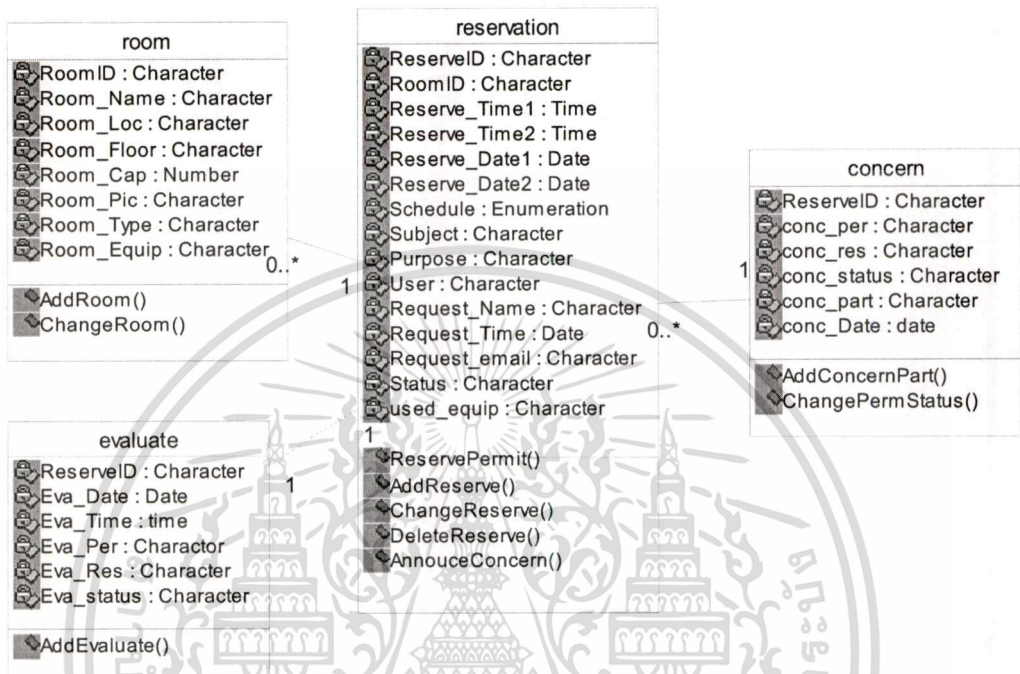 room
RoomID : Character
Room_Name : Character
Room_Loc : Character
Room_Floor : Character
Room_Cap : Number
Room_Pic : Character
Room_Type : Character
Room_Equip : Character
0..*
AddRoom()
ChangeRoom()
reservation
ReserveID : Character
RoomID : Character
Reserve_Time1 : Time
Reserve_Time2 : Time
Reserve_Date1 : Date
Reserve_Date2 : Date
Schedule : Enumeration
Subject : Character
Purpose : Character
1
User : Character
Request_Name : Character
Request_Time : Date
0..*
Request_email : Character
Status : Character
used_equip : Character
1
ReservePermit()
AddReserve()
ChangeReserve()
DeleteReserve()
AnnouceConcern()
concern
ReserveID : Character
conc_per : Character
conc_res : Character
1
conc_status : Character
conc_part : Character
conc_Date : date
AddConcernPart()
ChangePermStatus()
evaluate
ReserveID : Character
1
Eva_Date : Date
Eva_Time : time
Eva_Per : Charactor
Eva_Res : Character
Eva_status : Character
AddEvaluate()